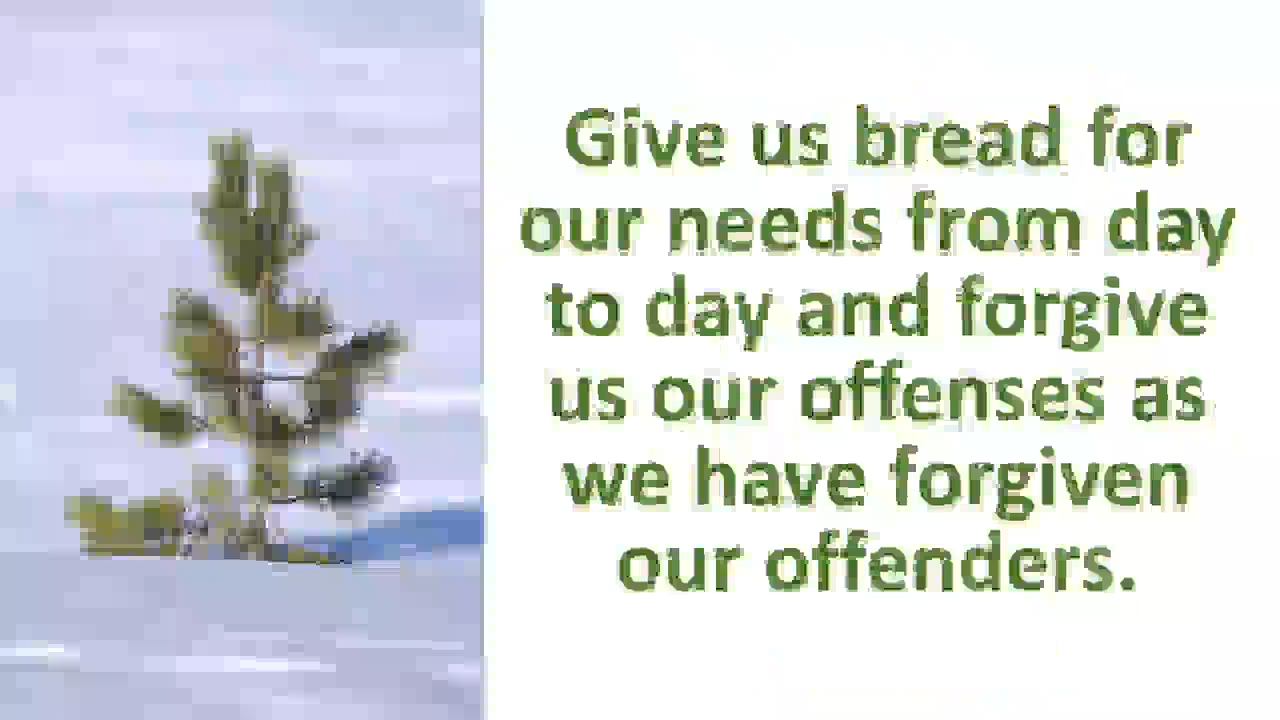 Give us bread for
our needs from day
to day and forgive
us our offenses as
we have forgiven
our offenders.